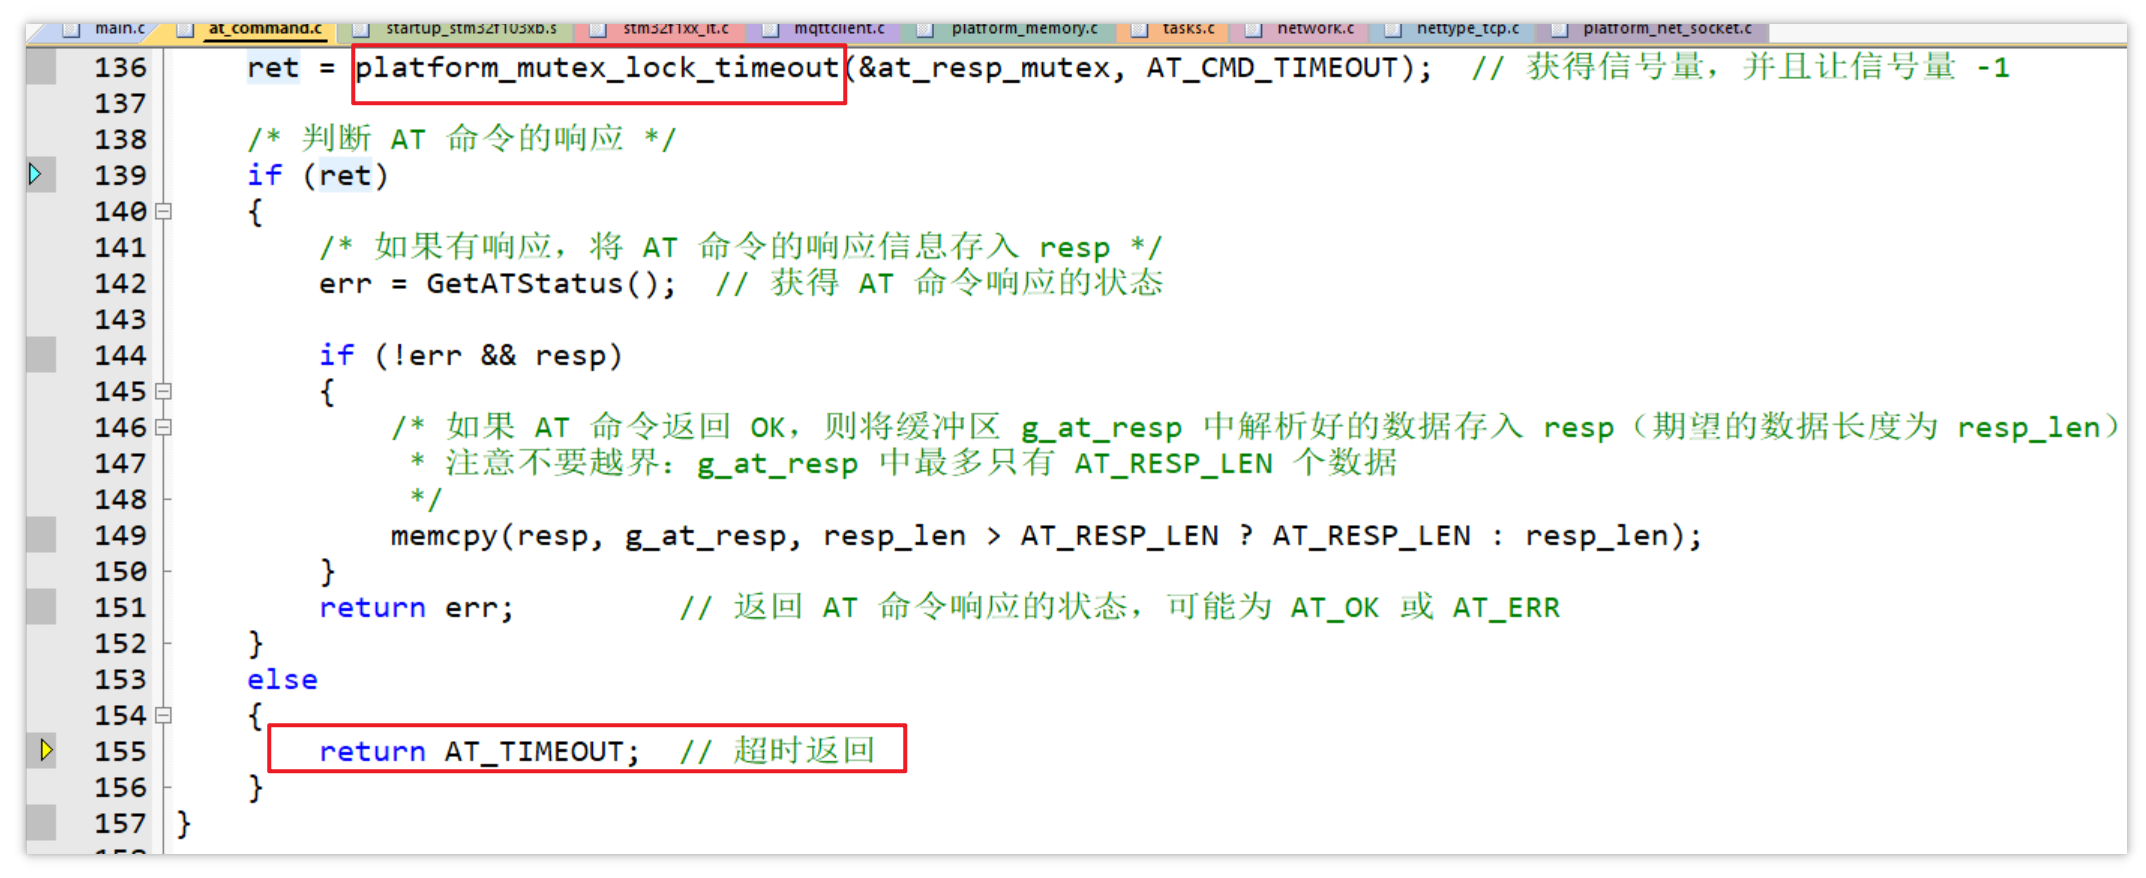 main.c at_command.c startup_stm32f103xb.s stm32f1xx_it.c mqttclient.c platform_memory.c tasks.c network.c nettype_tcp.c platform_net_socket.c
136 ret = platform_mutex_lock_timeout(&at_resp_mutex, AT_CMD_TIMEOUT); // 获得信号量，并且让信号量 -1
137
138 /* 判断 AT 命令的响应 */
139 if (ret)
140 {
141 /* 如果有响应，将 AT 命令的响应信息存入 resp */
142 err = GetATStatus(); // 获得 AT 命令响应的状态
143
144 if (!err && resp)
145 {
146 /* 如果 AT 命令返回 OK，则将缓冲区 g_at_resp 中解析好的数据存入 resp（期望的数据长度为 resp_len）
147 * 注意不要越界：g_at_resp 中最多只有 AT_RESP_LEN 个数据
148 */
149 memcpy(resp, g_at_resp, resp_len > AT_RESP_LEN ? AT_RESP_LEN : resp_len);
150 }
151 return err; // 返回 AT 命令响应的状态，可能为 AT_OK 或 AT_ERR
152 }
153 else
154 {
155 return AT_TIMEOUT; // 超时返回
156 }
157 }